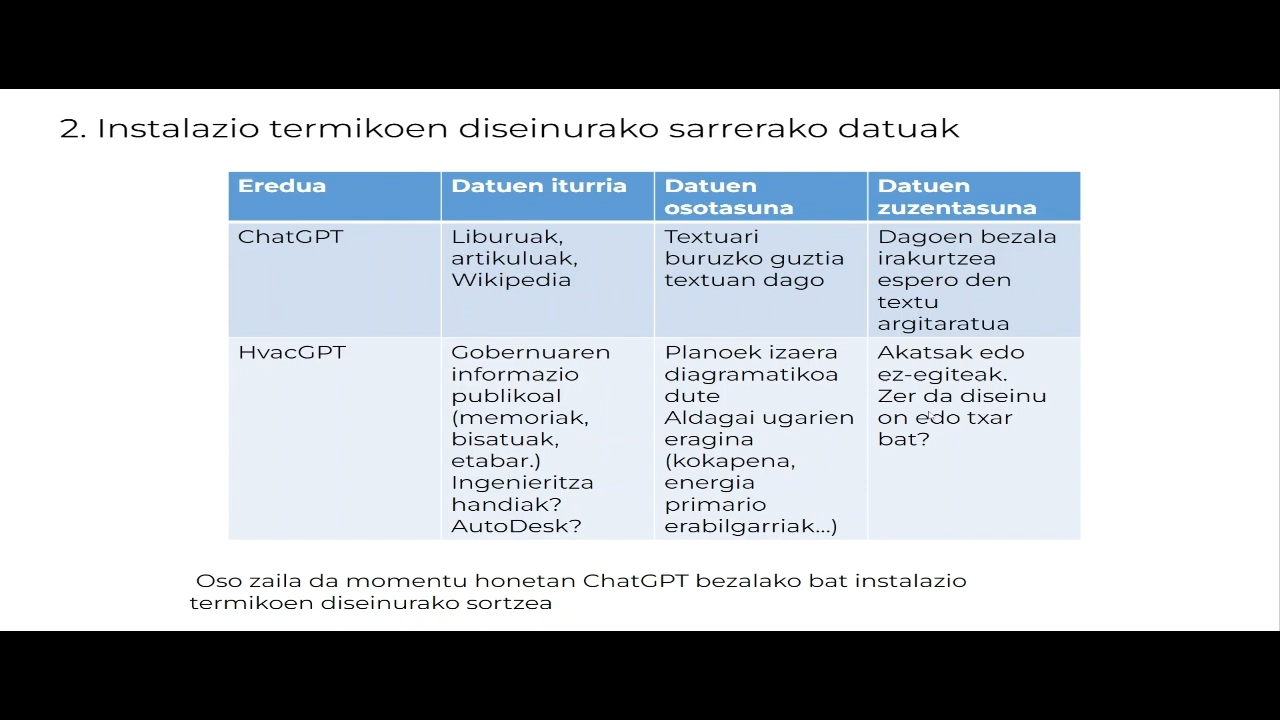 2. Instalazio termikoen diseinurako sarrerako datuak
Eredua
Datuen iturria
Datuen
osotasuna
Datuen
zuzentasuna
ChatGPT
Liburuak,
artikuluak,
Wikipedia
Textuari
buruzko guztia
textuan dago
Dagoen bezala
irakurtzea
espero den
textu
argitaratua
HvacGPT
Gobernuaren
informazio
publikoal
(memoriak,
bisatuak,
etabar.)
Ingenieritza
handiak?
AutoDesk?
Planoek izaera
diagramatikoa
dute
Aldagai ugarien
eragina
(kokapena,
energia
primario
erabilgarriak...)
Akatsak edo
ez-egiteak.
Zer da diseinu
on edo txar
bat?
Oso zaila da momentu honetan ChatGPT bezalako bat instalazio
termikoen diseinurako sortzea